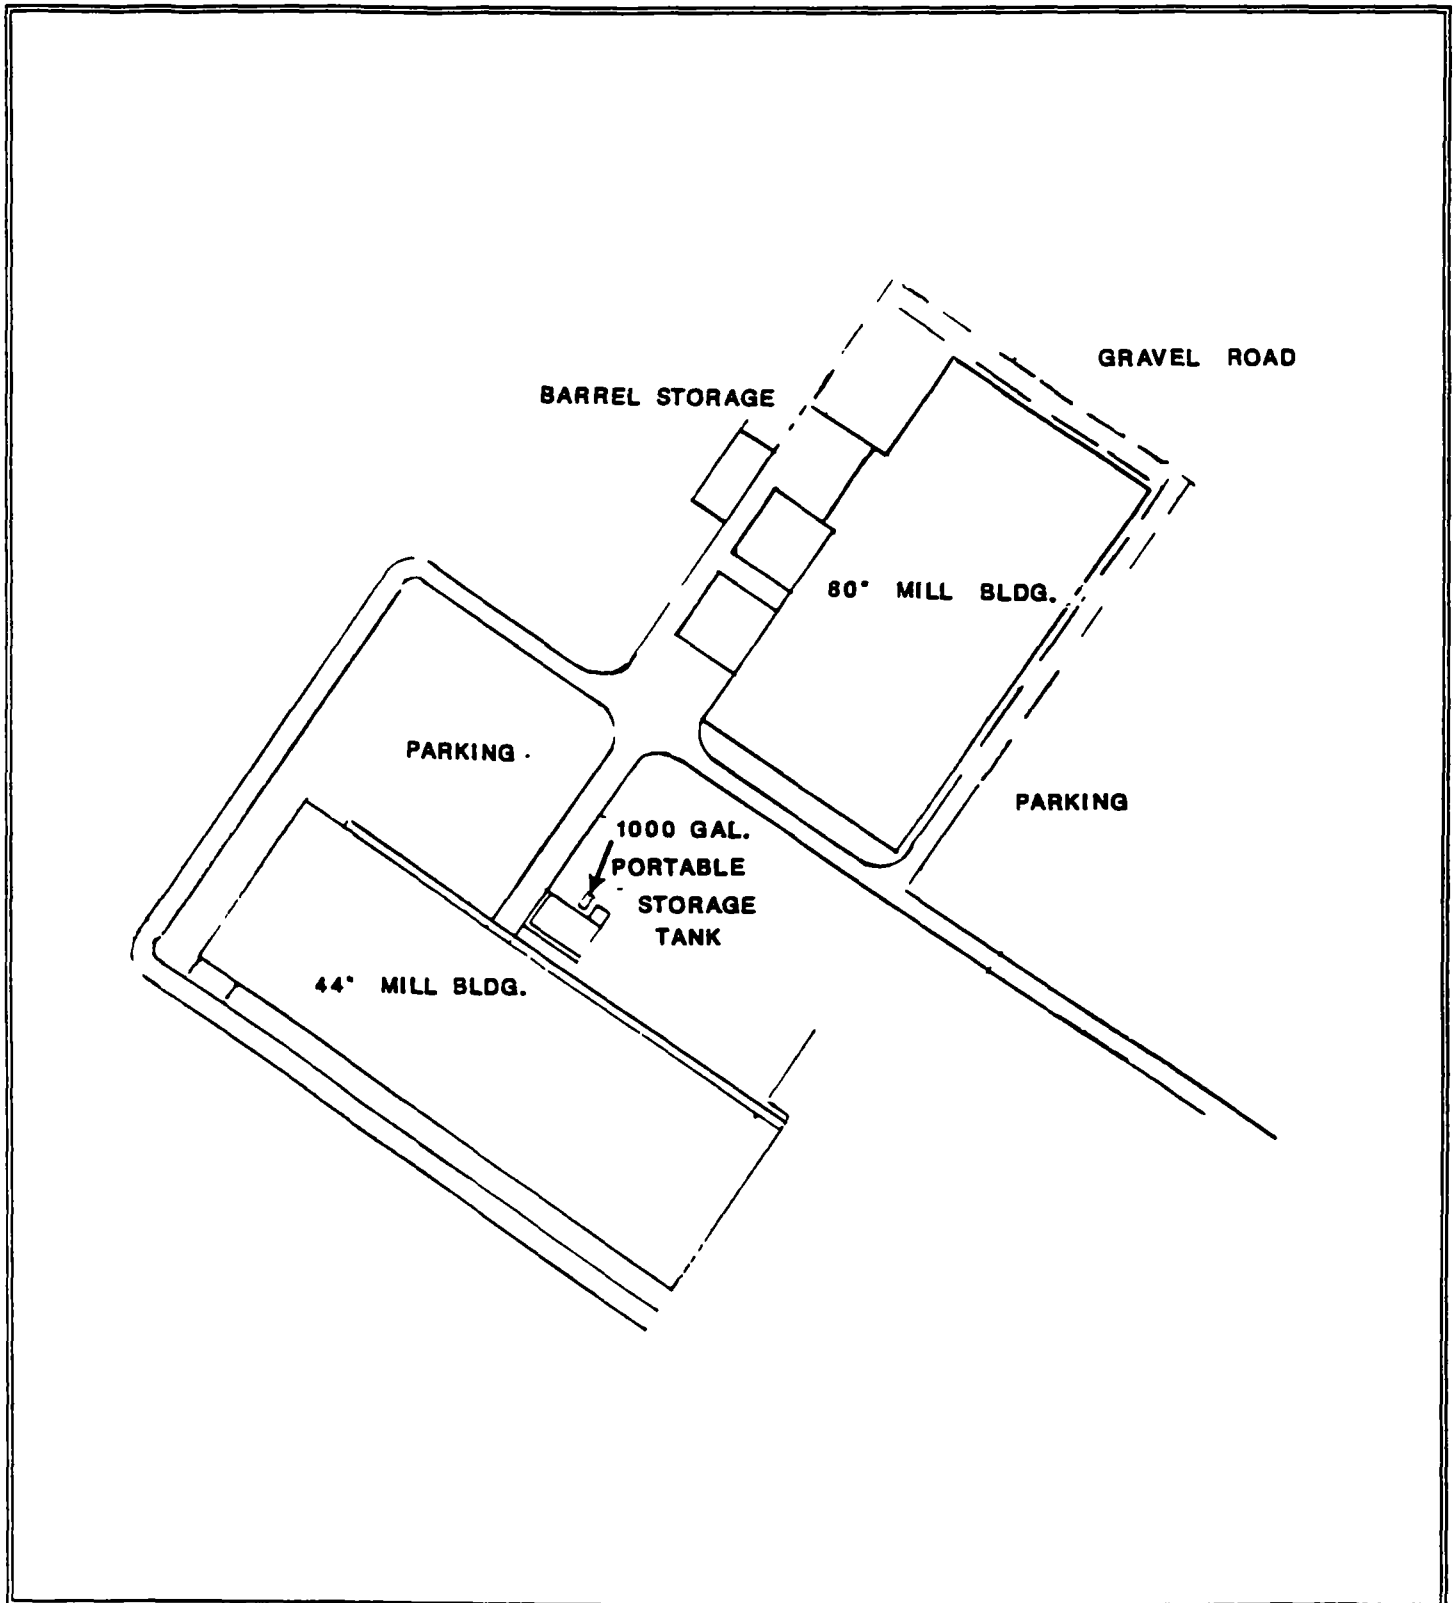 GRAVEL ROAD
BARREL STORAGE
80" MILL BLDG.
PARKING
PARKING
1000 GAL.
PORTABLE
STORAGE
TANK
44" MILL BLDG.